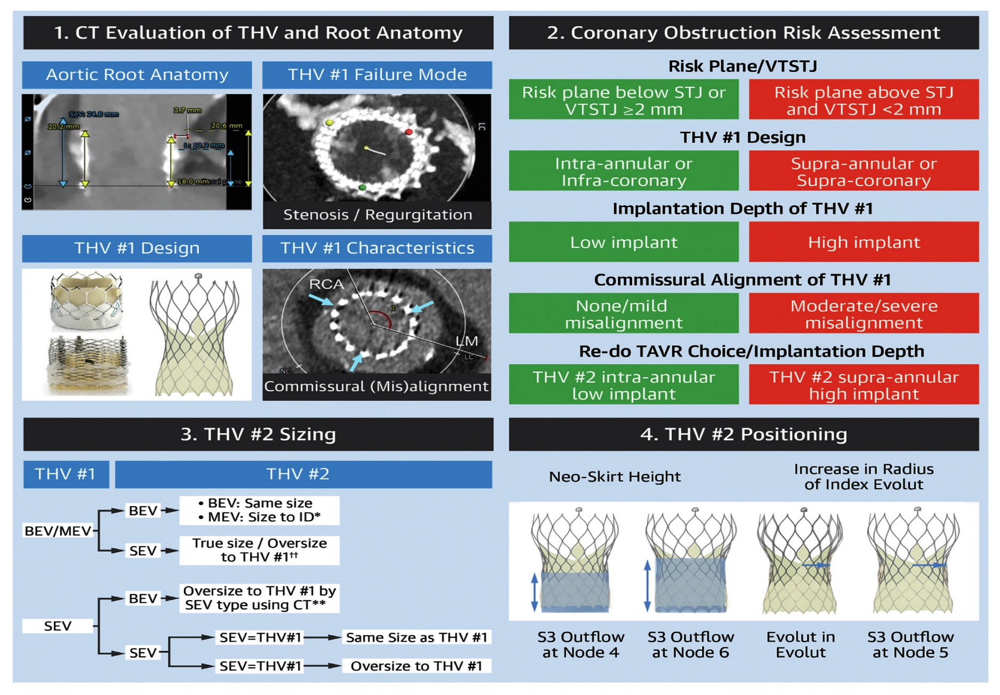 1. CT Evaluation of THV and Root Anatomy
Aortic Root Anatomy
SoV: 24.8 mm
20.2 mm
3.7 mm
20.6 mm
L: 13.3 mm
18.0 mm
THV #1 Failure Mode
LC
Stenosis / Regurgitation
THV #1 Design
THV #1 Characteristics
RCA
1
LM
LC
NC
Commissural (Mis)alignment
2. Coronary Obstruction Risk Assessment
Risk Plane/VTSTJ
Risk plane below STJ or
VTSTJ ≥2 mm
Risk plane above STJ
and VTSTJ <2 mm
THV #1 Design
Intra-annular or
Infra-coronary
Supra-annular or
Supra-coronary
Implantation Depth of THV #1
Low implant
High implant
Commissural Alignment of THV #1
None/mild
misalignment
Moderate/severe
misalignment
Re-do TAVR Choice/Implantation Depth
THV #2 intra-annular
low implant
THV #2 supra-annular
high implant
3. THV #2 Sizing
THV #1
THV #2
BEV/MEV
BEV
• BEV: Same size
• MEV: Size to ID*
SEV
True size / Oversize
to THV #1††
SEV
BEV
Oversize to THV #1 by
SEV type using CT**
SEV
SEV=THV#1
Same Size as THV #1
SEV=THV#1
Oversize to THV #1
4. THV #2 Positioning
Neo-Skirt Height
Increase in Radius
of Index Evolut
S3 Outflow
at Node 4
S3 Outflow
at Node 6
Evolut in
Evolut
S3 Outflow
at Node 5